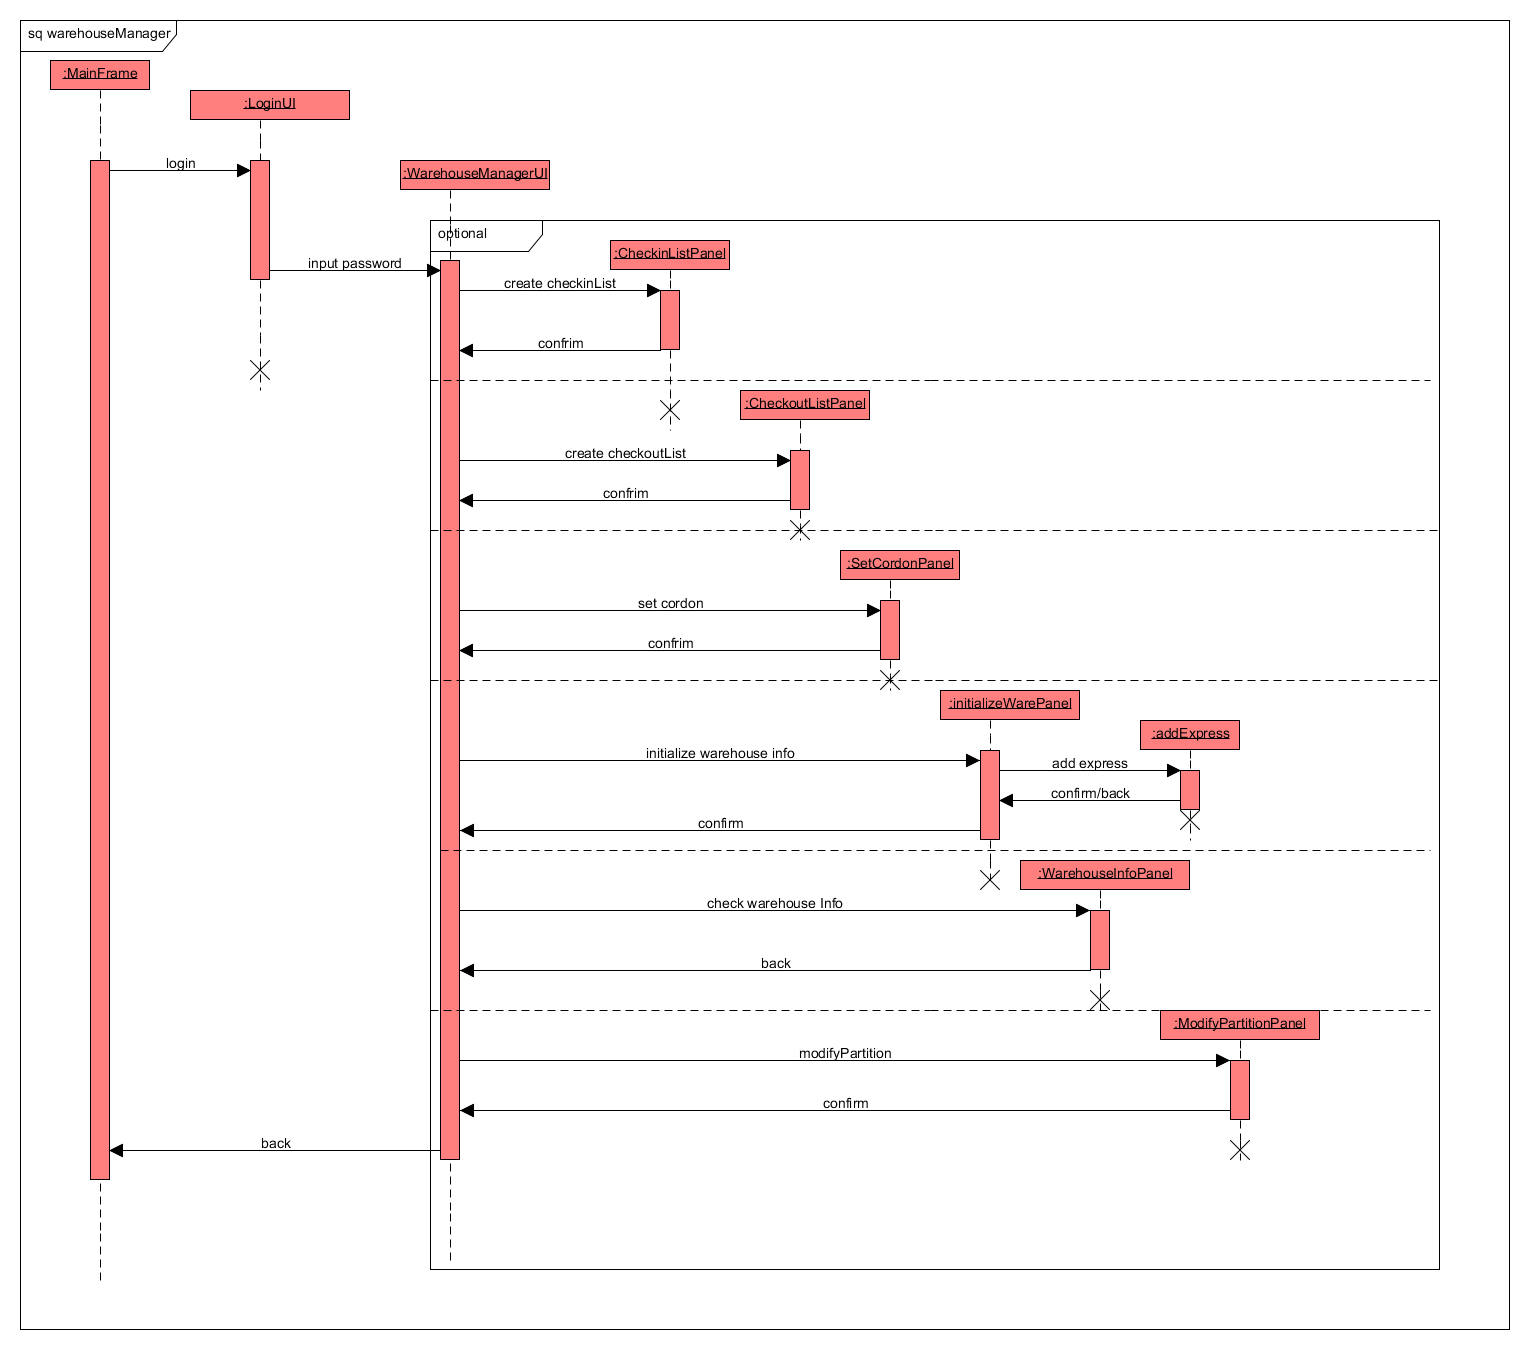 sq warehouseManager
:MainFrame
:LoginUI
login
:WarehouseManagerUI
optional
:CheckinListPanel
input password
create checkinList
confrim
:CheckoutListPanel
create checkoutList
confrim
:SetCordonPanel
set cordon
confrim
:initializeWarePanel
:addExpress
initialize warehouse info
add express
confirm/back
confirm
:WarehouseInfoPanel
check warehouse Info
back
:ModifyPartitionPanel
modifyPartition
confirm
back